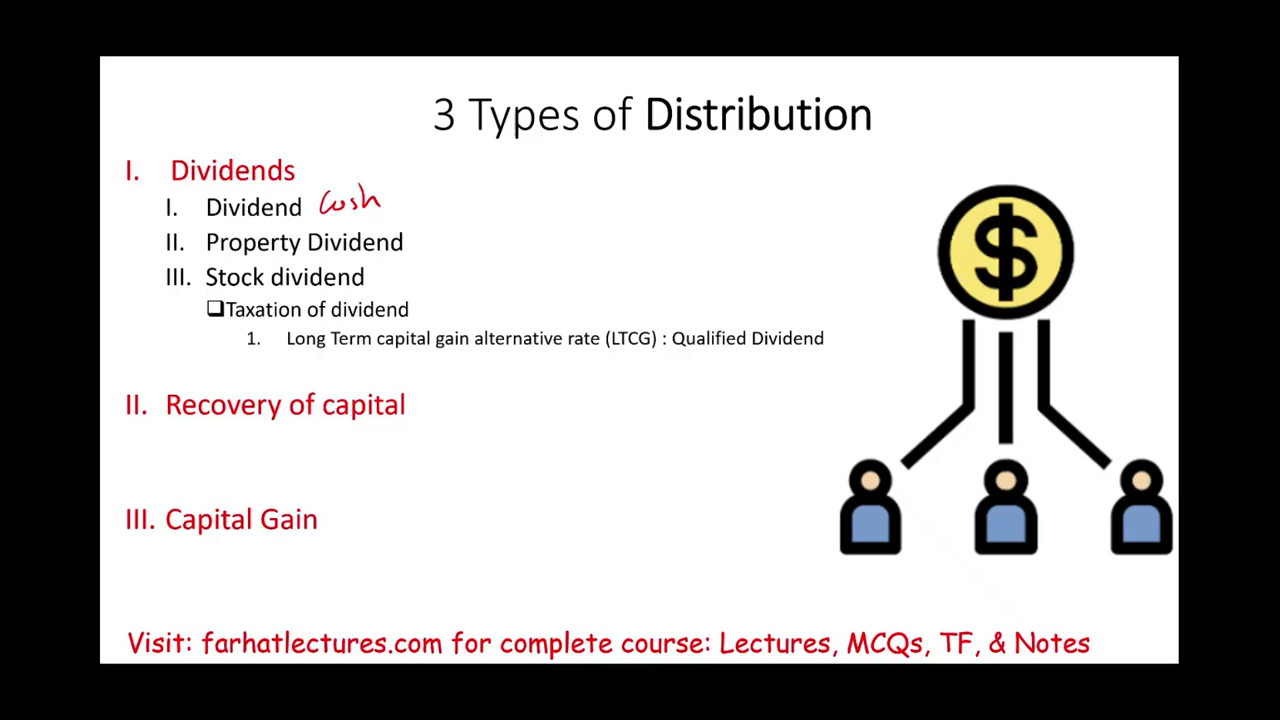 3 Types of Distribution
I. Dividends
I. Dividend Cash
II. Property Dividend
III. Stock dividend
❑Taxation of dividend
1. Long Term capital gain alternative rate (LTCG) : Qualified Dividend
II. Recovery of capital
III. Capital Gain
$
Visit: farhatlectures.com for complete course: Lectures, MCQs, TF, & Notes